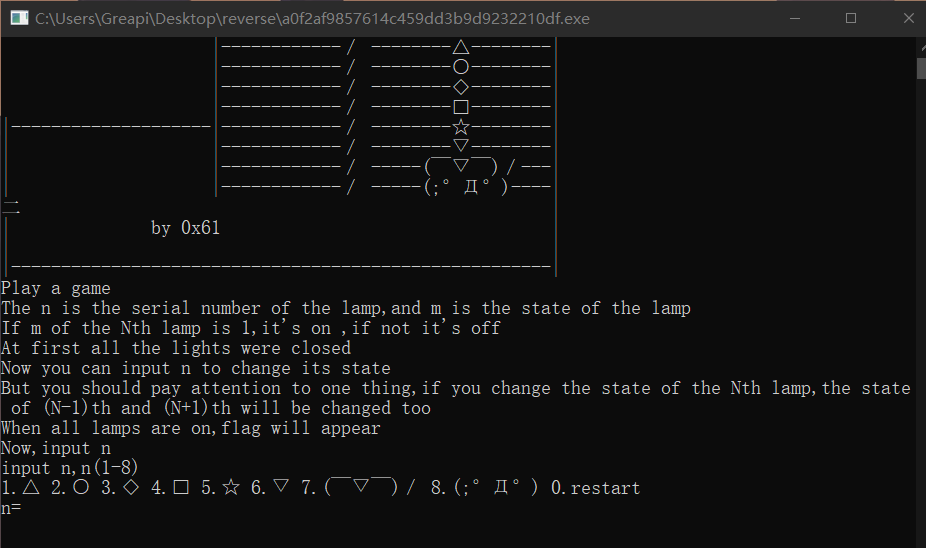 C:\Users\Greapi\Desktop\reverse\a0f2af9857614c459dd3b9d9232210df.exe
|------------ / --------△--------|
|------------ / --------○--------|
|------------ / --------◇--------|
|------------ / --------□--------|
|--------------------|------------ / --------☆--------|
| |------------ / --------▽--------|
| |------------ / -----(￣▽￣)/---|
| |------------ / -----(;°Д°)----|
二
| by 0x61 |
|------------------------------------------------------|
Play a game
The n is the serial number of the lamp,and m is the state of the lamp
If m of the Nth lamp is 1,it's on ,if not it's off
At first all the lights were closed
Now you can input n to change its state
But you should pay attention to one thing,if you change the state of the Nth lamp,the state
of (N-1)th and (N+1)th will be changed too
When all lamps are on,flag will appear
Now,input n
input n,n(1-8)
1.△ 2.○ 3.◇ 4.□ 5.☆ 6.▽ 7.(￣▽￣)/ 8.(;°Д°) 0.restart
n=